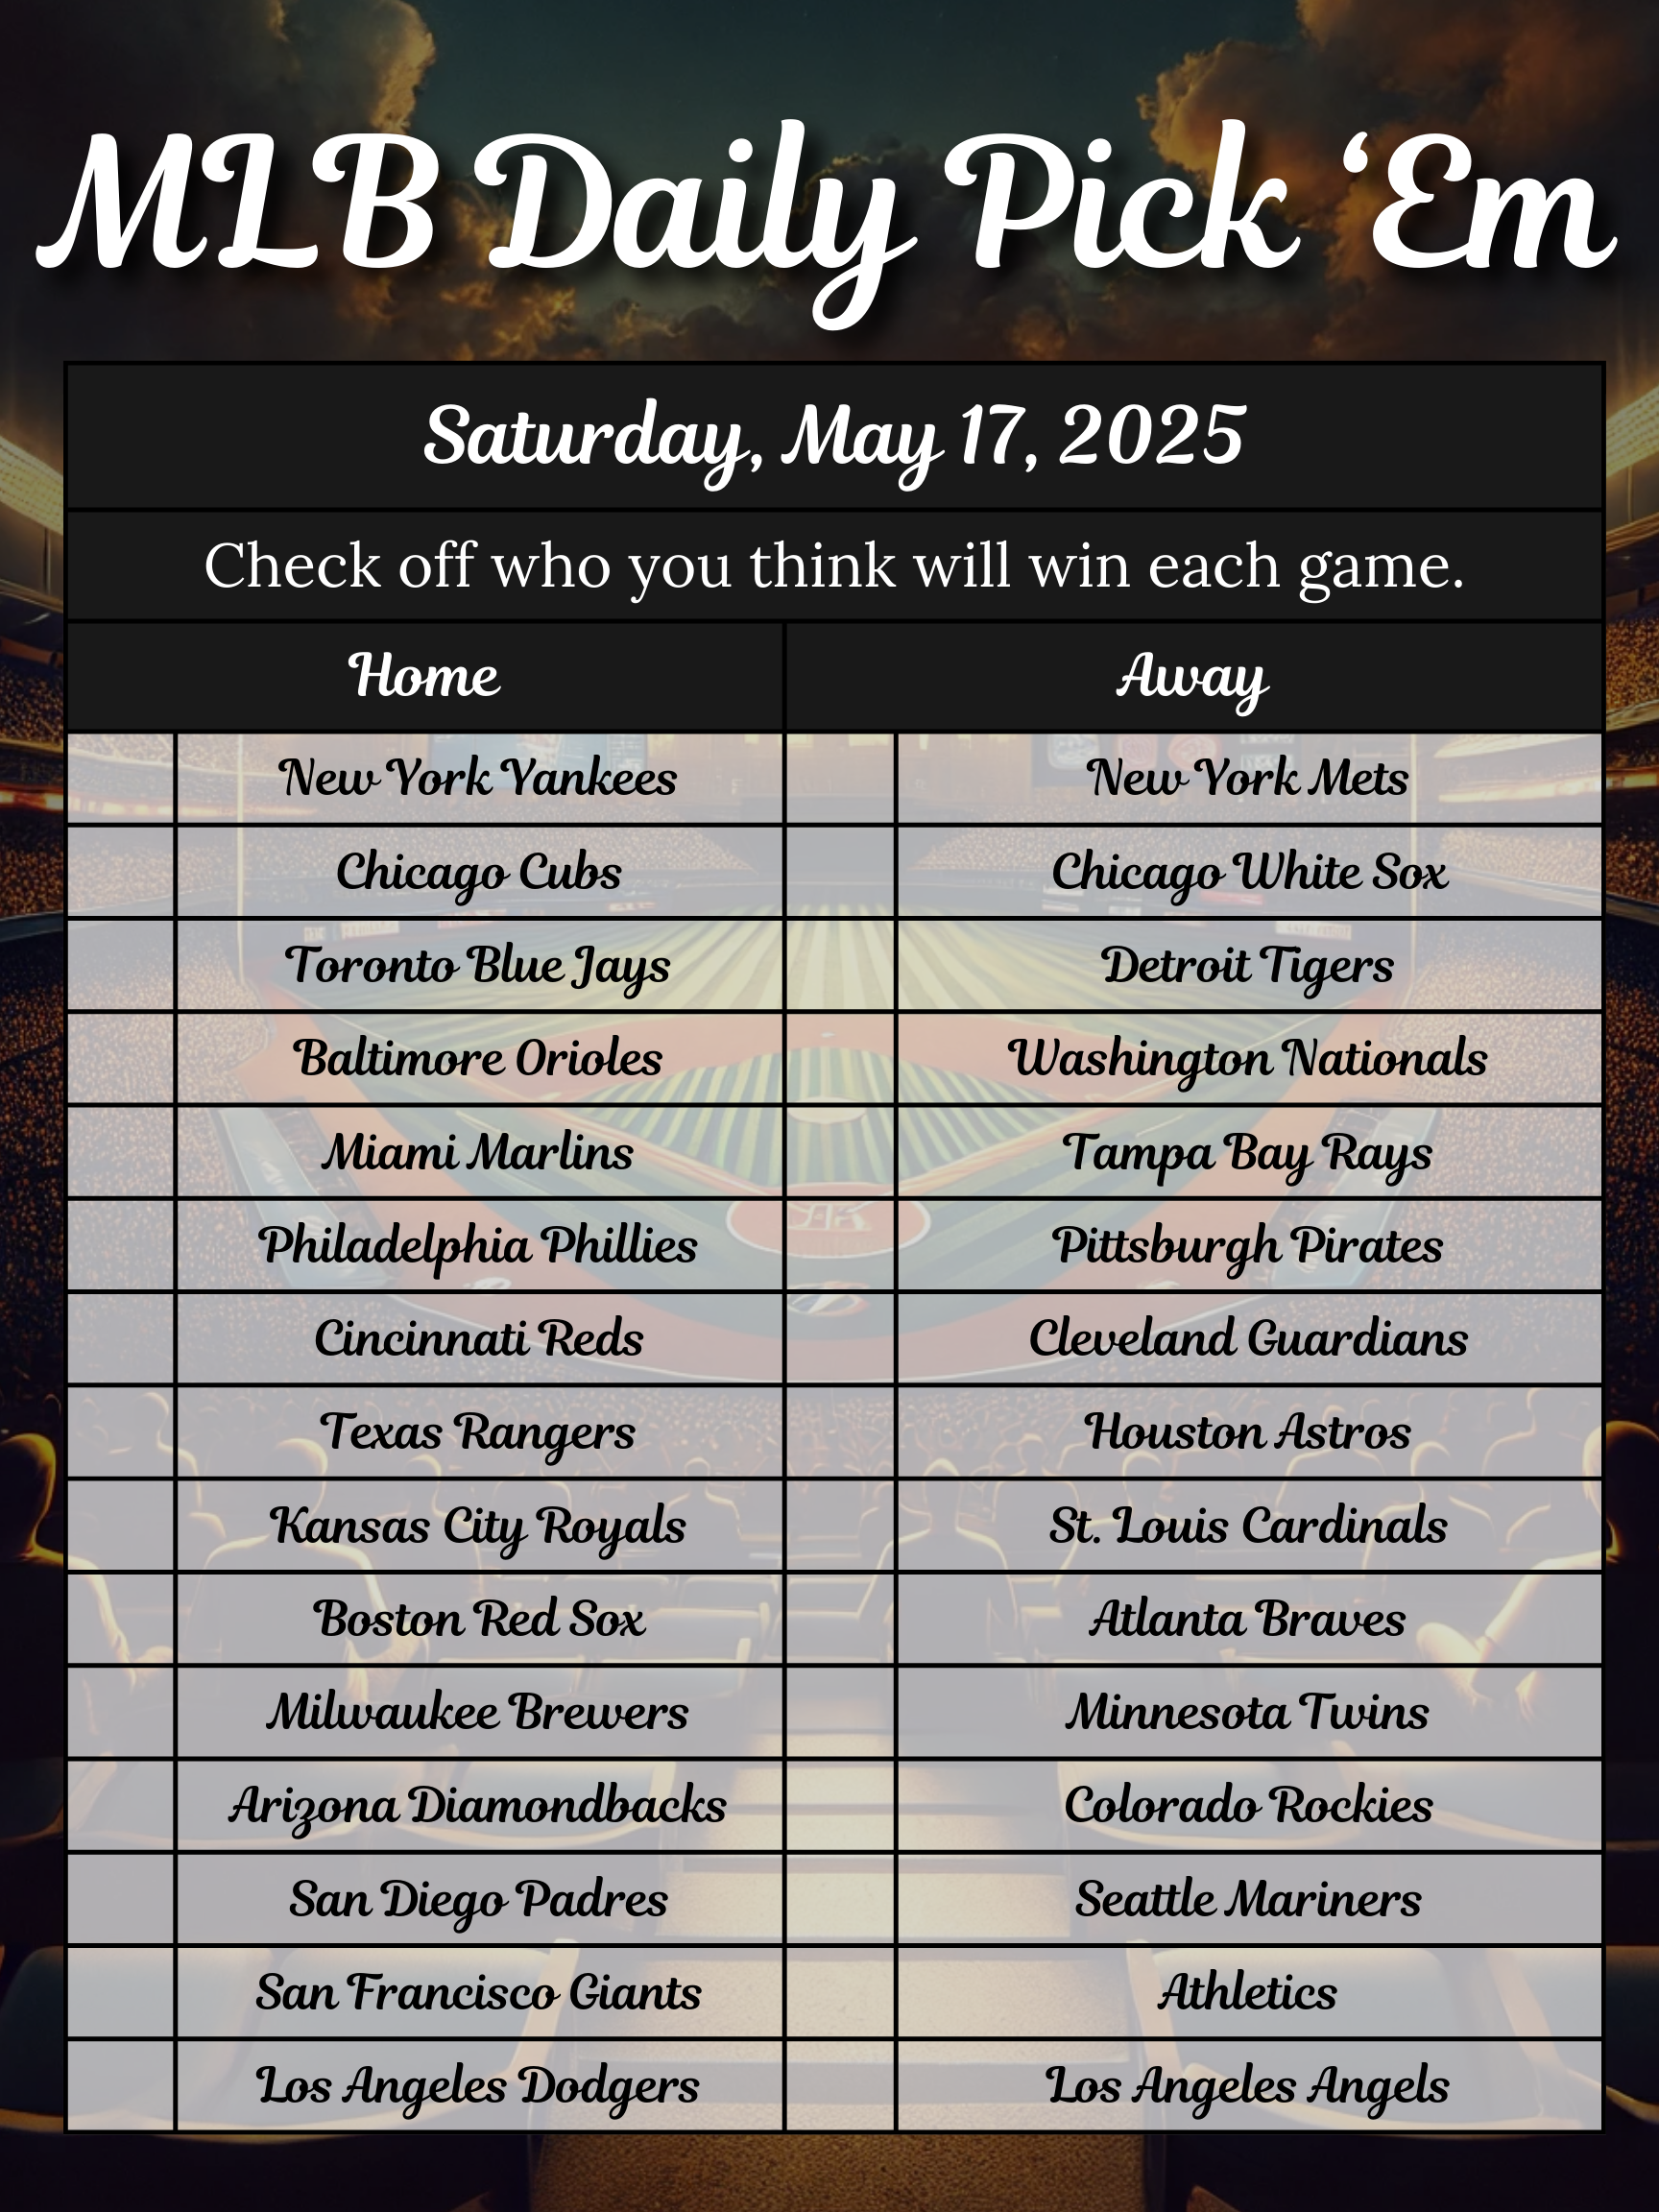 MLB Daily Pick ‘Em
Saturday, May 17, 2025
Check off who you think will win each game.
Home Away
New York Yankees New York Mets
Chicago Cubs Chicago White Sox
Toronto Blue Jays Detroit Tigers
Baltimore Orioles Washington Nationals
Miami Marlins Tampa Bay Rays
Philadelphia Phillies Pittsburgh Pirates
Cincinnati Reds Cleveland Guardians
Texas Rangers Houston Astros
Kansas City Royals St. Louis Cardinals
Boston Red Sox Atlanta Braves
Milwaukee Brewers Minnesota Twins
Arizona Diamondbacks Colorado Rockies
San Diego Padres Seattle Mariners
San Francisco Giants Athletics
Los Angeles Dodgers Los Angeles Angels